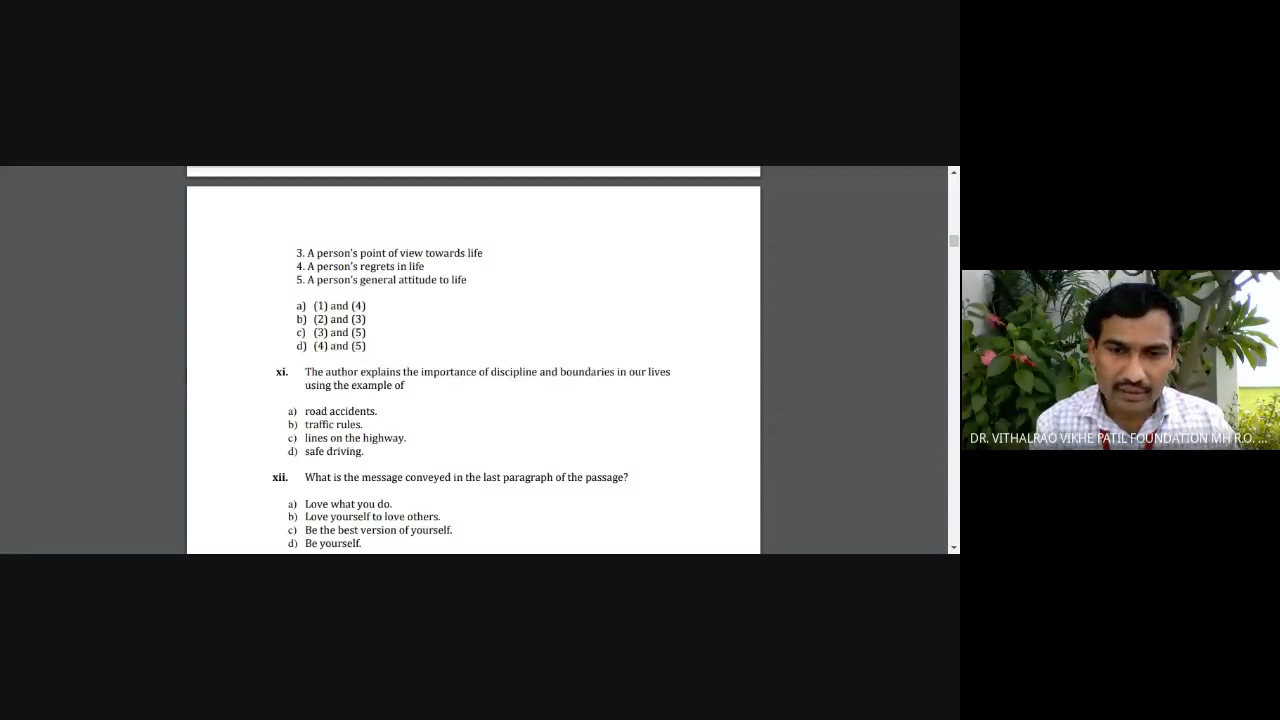 3. A person's point of view towards life
4. A person's regrets in life
5. A person's general attitude to life
a) (1) and (4)
b) (2) and (3)
c) (3) and (5)
d) (4) and (5)
xi. The author explains the importance of discipline and boundaries in our lives
using the example of
a) road accidents.
b) traffic rules.
c) lines on the highway.
d) safe driving.
xii. What is the message conveyed in the last paragraph of the passage?
a) Love what you do.
b) Love yourself to love others.
c) Be the best version of yourself.
d) Be yourself.
DR. VITHALRAO VIKHE PATIL FOUNDATION MH R.O. ...